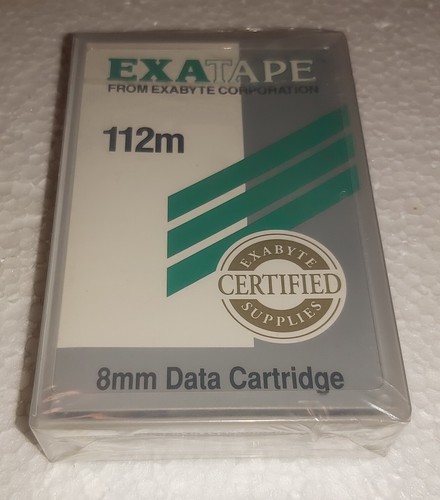 EXATAPE
FROM EXABYTE CORPORATION
112m
EXABYTE
CERTIFIED
SUPPLIES
8mm Data Cartridge